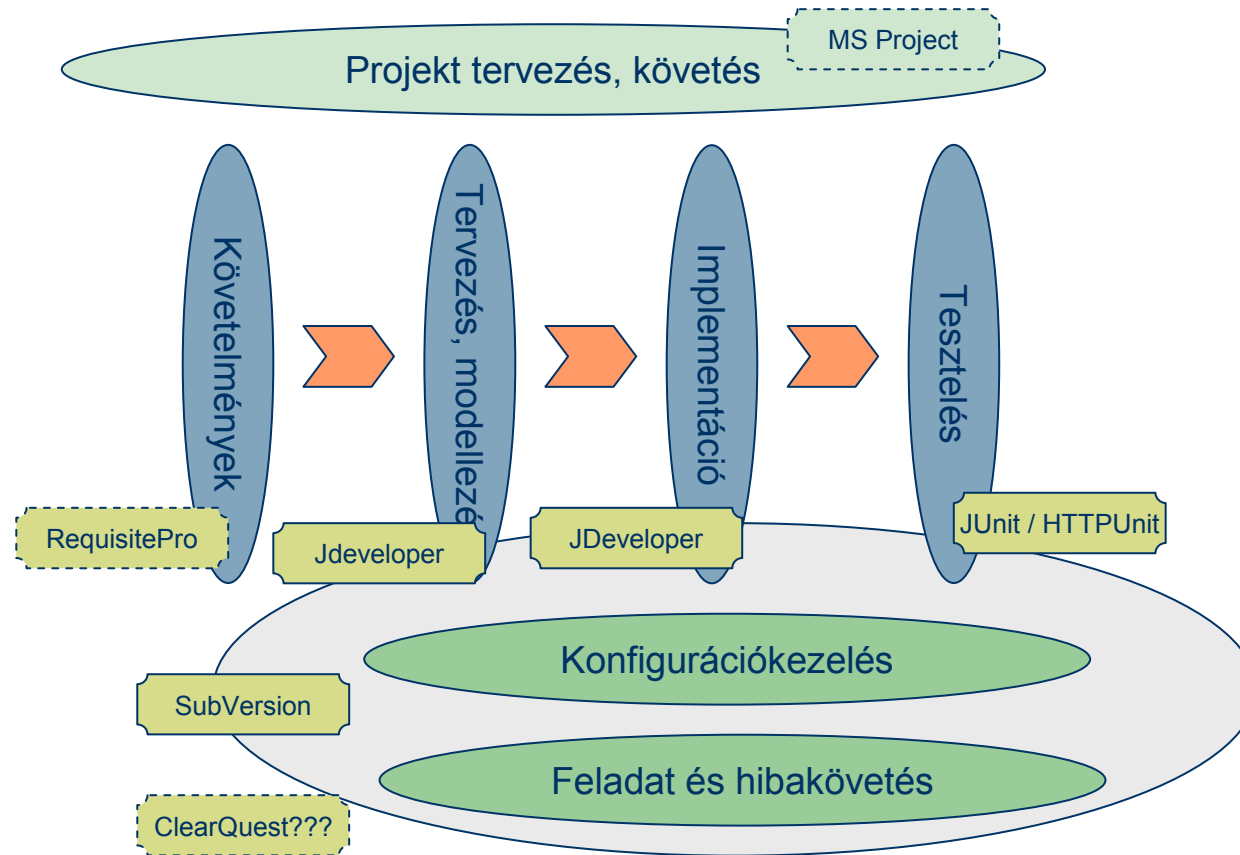 MS Project
Projekt tervezés, követés
Követelmények
Tervezés, modellezé
Implementáció
Tesztelés
RequisitePro
Jdeveloper
JDeveloper
JUnit / HTTPUnit
Konfigurációkezelés
SubVersion
Feladat és hibakövetés
ClearQuest???